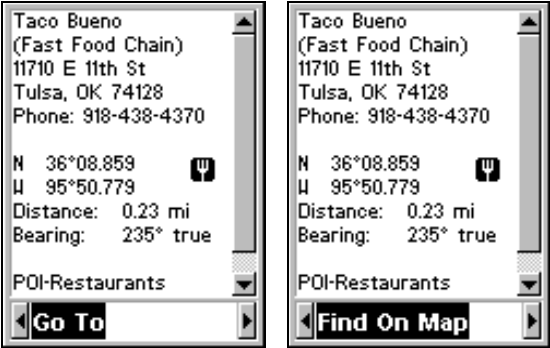 Taco Bueno
(Fast Food Chain)
11710 E 11th St
Tulsa, OK 74128
Phone: 918-438-4370
N 36°08.859
W 95°50.779
Distance: 0.23 mi
Bearing: 235° true
POI-Restaurants
Go To
Taco Bueno
(Fast Food Chain)
11710 E 11th St
Tulsa, OK 74128
Phone: 918-438-4370
N 36°08.859
W 95°50.779
Distance: 0.23 mi
Bearing: 235° true
POI-Restaurants
Find On Map